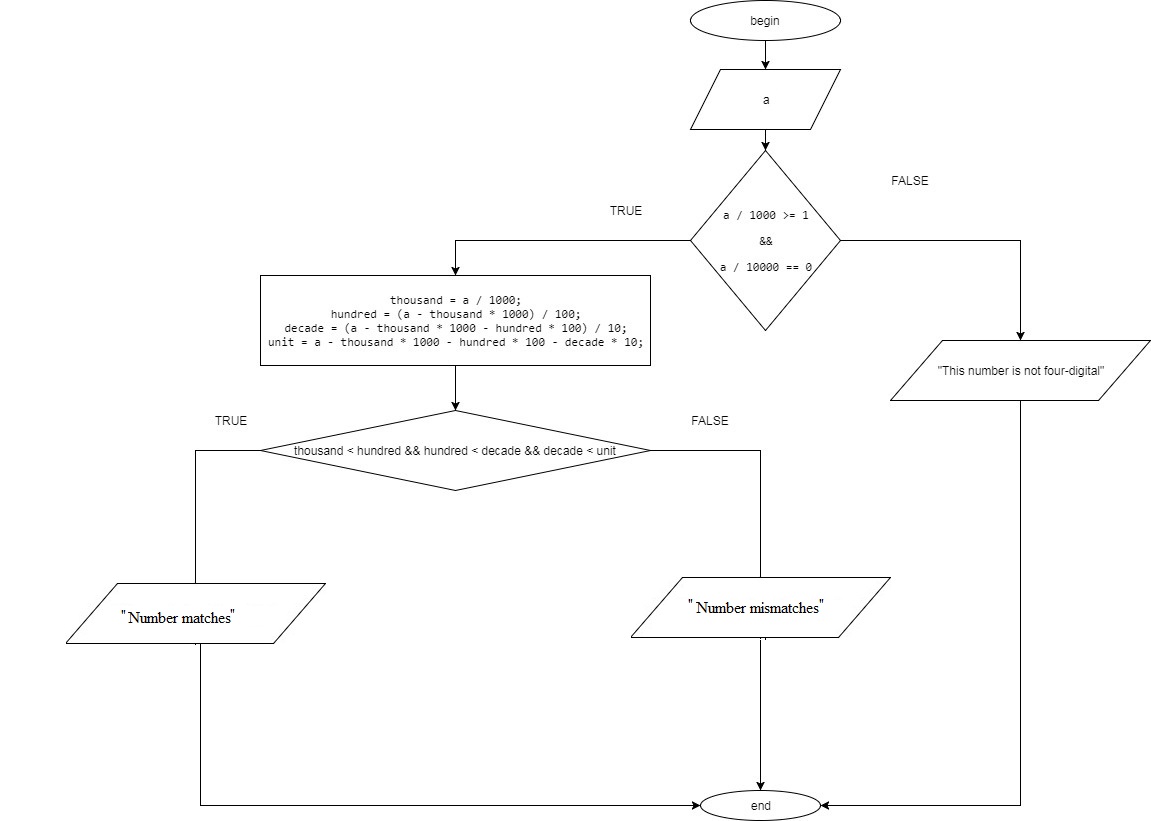 begin
a
FALSE
TRUE
a / 1000 >= 1
&&
a / 10000 == 0
thousand = a / 1000;
hundred = (a - thousand * 1000) / 100;
decade = (a - thousand * 1000 - hundred * 100) / 10;
unit = a - thousand * 1000 - hundred * 100 - decade * 10;
"This number is not four-digital"
TRUE
FALSE
thousand < hundred && hundred < decade && decade < unit
"Number matches"
"Number mismatches"
end